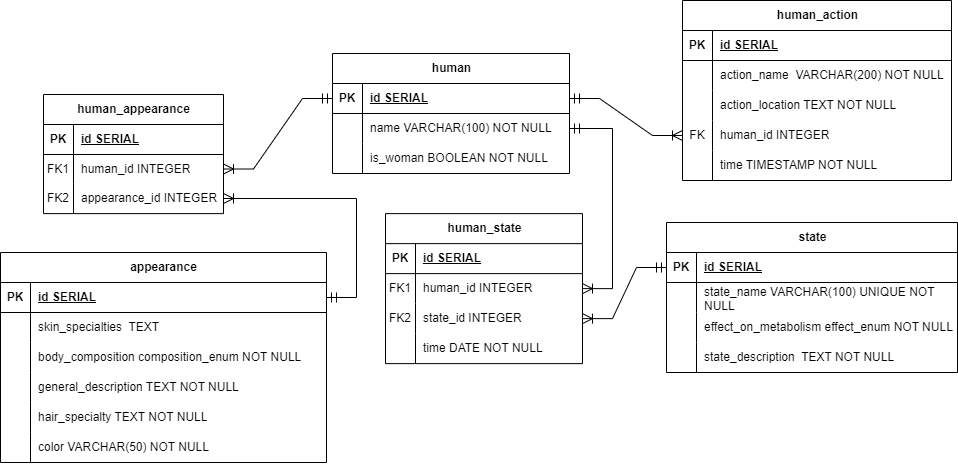 human_action
PK id SERIAL
action_name  VARCHAR(200) NOT NULL
action_location TEXT NOT NULL
FK human_id INTEGER
time TIMESTAMP NOT NULL
human
PK id SERIAL
name VARCHAR(100) NOT NULL
is_woman BOOLEAN NOT NULL
human_appearance
PK id SERIAL
FK1 human_id INTEGER
FK2 appearance_id INTEGER
human_state
PK id SERIAL
FK1 human_id INTEGER
FK2 state_id INTEGER
time DATE NOT NULL
state
PK id SERIAL
state_name VARCHAR(100) UNIQUE NOT
NULL
effect_on_metabolism effect_enum NOT NULL
state_description  TEXT NOT NULL
appearance
PK id SERIAL
skin_specialties  TEXT
body_composition composition_enum NOT NULL
general_description TEXT NOT NULL
hair_specialty TEXT NOT NULL
color VARCHAR(50) NOT NULL